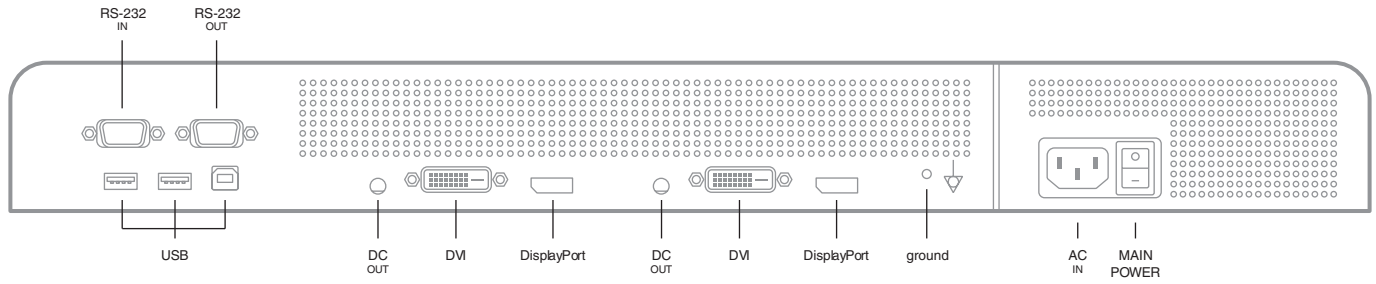 RS-232
IN
RS-232
OUT
USB
DC
OUT
DVI
DisplayPort
DC
OUT
DVI
DisplayPort
ground
AC
IN
MAIN
POWER